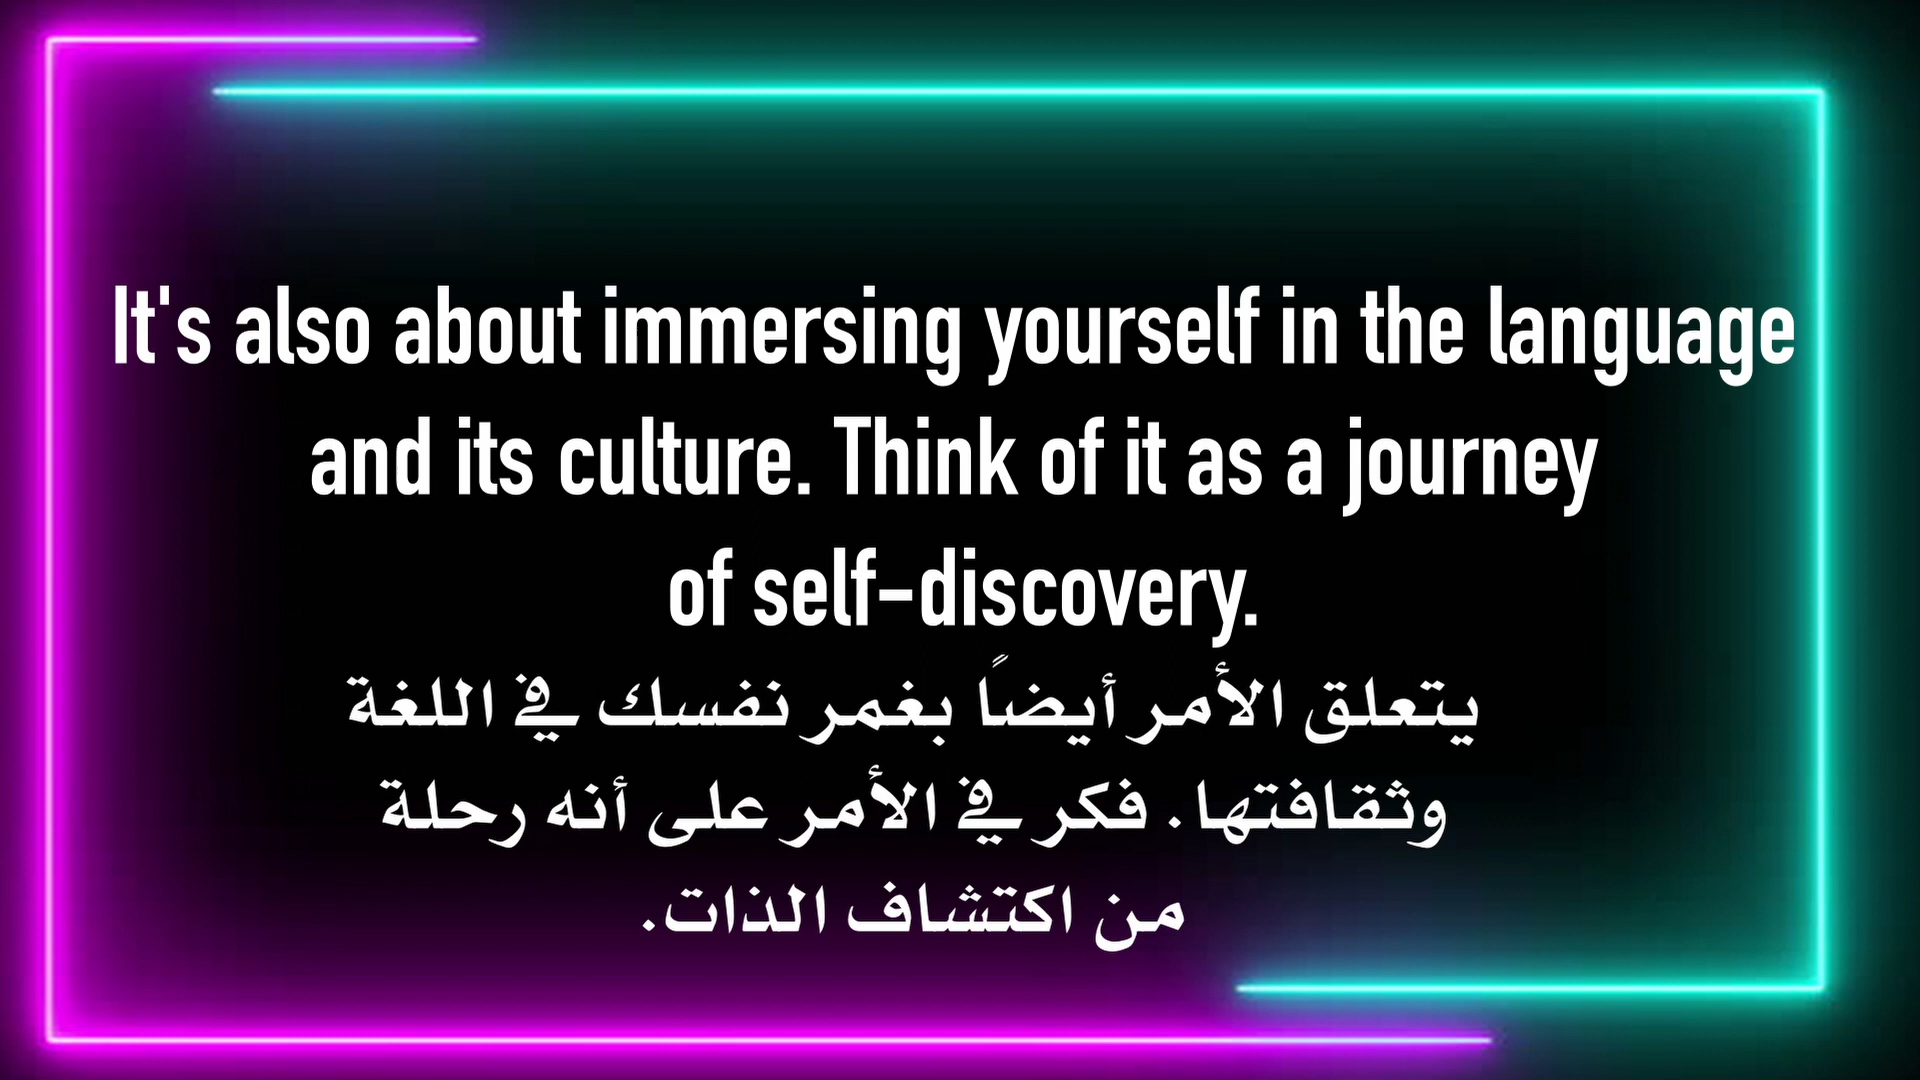 It's also about immersing yourself in the language
and its culture. Think of it as a journey
of self-discovery.
يتعلق الأمر أيضاً بغمر نفسك في اللغة
وثقافتها. فكر في الأمر على أنه رحلة
من اكتشاف الذات.